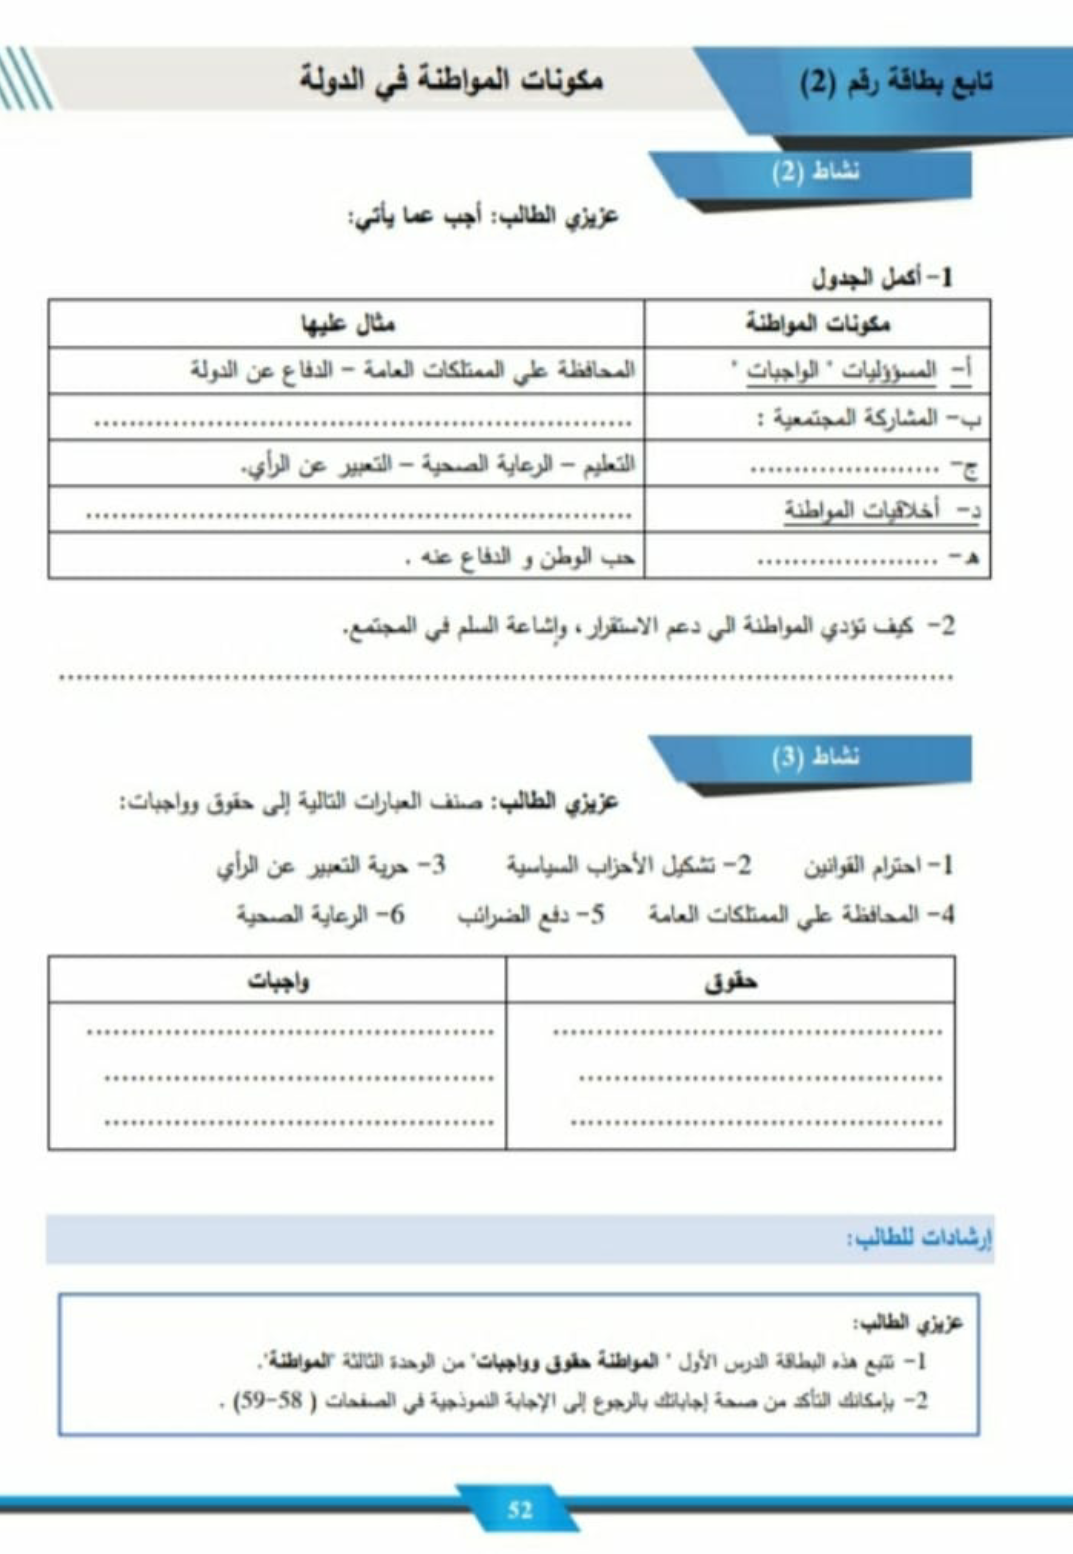 تابع بطاقة رقم (2)
مكونات المواطنة في الدولة
نشاط (2)
عزيزي الطالب: أجب عما يأتي:
1- أكمل الجدول
مكونات المواطنة
مثال عليها
أ- المسؤوليات " الواجبات "
المحافظة علي الممتلكات العامة – الدفاع عن الدولة
ب- المشاركة المجتمعية :
..............................................................
ج- ......................
التعليم – الرعاية الصحية – التعبير عن الرأي.
د- أخلاقيات المواطنة
...............................................................
هـ- .....................
حب الوطن و الدفاع عنه .
2- كيف تؤدي المواطنة الي دعم الاستقرار ، وإشاعة السلم في المجتمع.
........................................................................................................
نشاط (3)
عزيزي الطالب: صنف العبارات التالية إلى حقوق وواجبات:
1- احترام القوانين 2- تشكيل الأحزاب السياسية 3- حرية التعبير عن الرأي
4- المحافظة علي الممتلكات العامة 5- دفع الضرائب 6- الرعاية الصحية
حقوق
واجبات
.............................................
...............................................
..........................................
.............................................
...........................................
.............................................
إرشادات للطالب:
عزيزي الطالب:
1- تتبع هذه البطاقة الدرس الأول " المواطنة حقوق وواجبات" من الوحدة الثالثة "المواطنة".
2- بإمكانك التأكد من صحة إجاباتك بالرجوع إلى الإجابة النموذجية في الصفحات ( 58-59) .
52